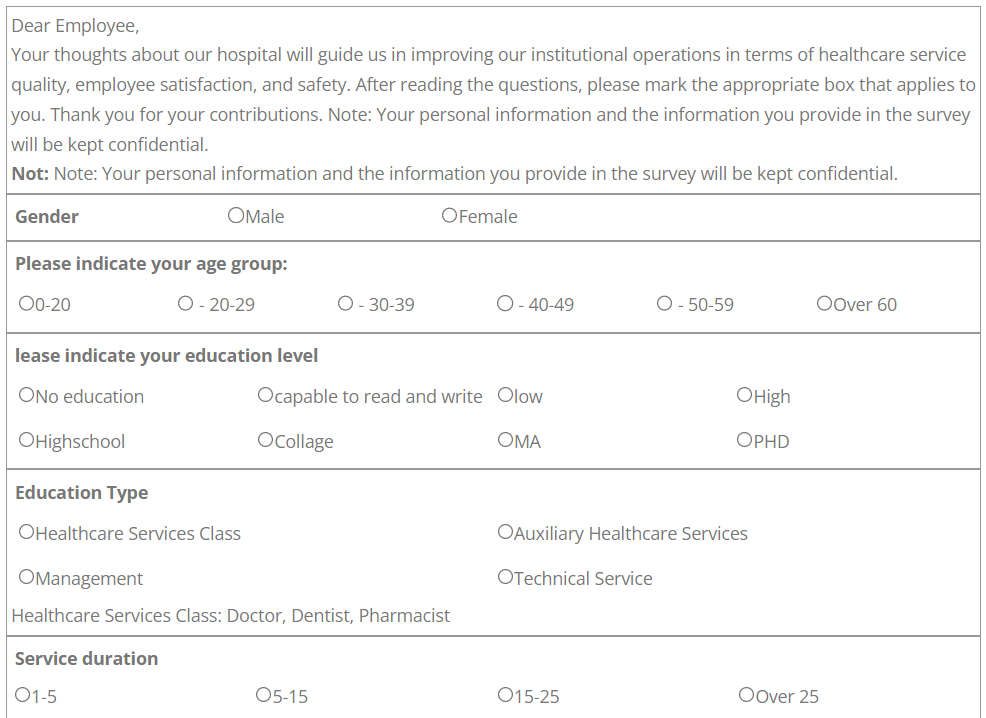 Dear Employee,
Your thoughts about our hospital will guide us in improving our institutional operations in terms of healthcare service
quality, employee satisfaction, and safety. After reading the questions, please mark the appropriate box that applies to
you. Thank you for your contributions. Note: Your personal information and the information you provide in the survey
will be kept confidential.
Not: Note: Your personal information and the information you provide in the survey will be kept confidential.
Gender Male Female
Please indicate your age group:
0-20 - 20-29 - 30-39 - 40-49 - 50-59 Over 60
lease indicate your education level
No education capable to read and write low High
Highschool Collage MA PHD
Education Type
Healthcare Services Class Auxiliary Healthcare Services
Management Technical Service
Healthcare Services Class: Doctor, Dentist, Pharmacist
Service duration
1-5 5-15 15-25 Over 25